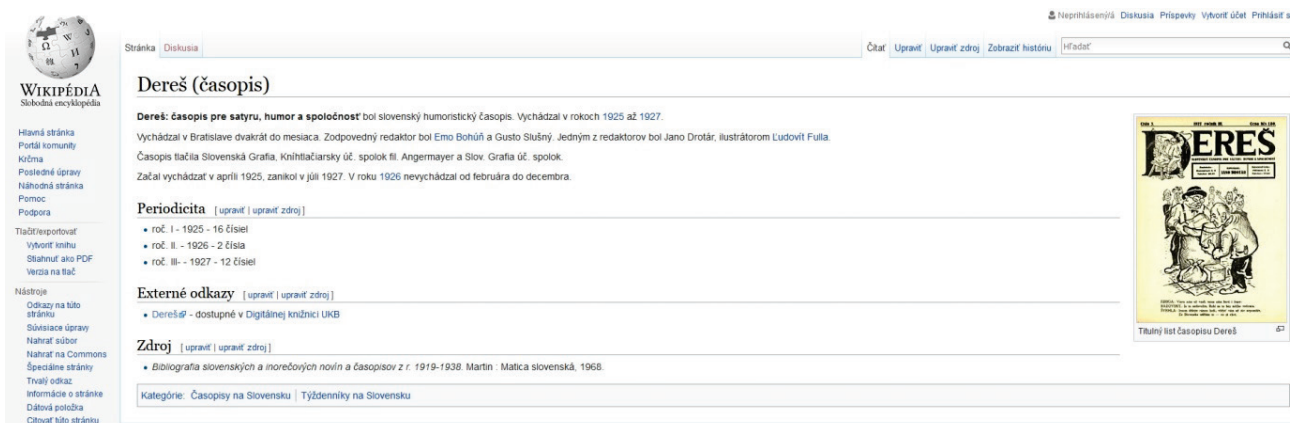 Neprihlásený/á Diskusia Príspevky Vytvoriť účet Prihlásiť s
WIKIPÉDIA
Slobodná encyklopédia
Stránka Diskusia
Čítať Upraviť Upraviť zdroj Zobraziť históriu
Hľadať
Hlavná stránka
Portál komunity
Krčma
Posledné úpravy
Náhodná stránka
Pomoc
Podpora
Tlačiť/exportovať
Vytvoriť knihu
Stiahnuť ako PDF
Verzia na tlač
Nástroje
Odkazy na túto
stránku
Súvisiace úpravy
Nahrať súbor
Nahrať na Commons
Špeciálne stránky
Trvalý odkaz
Informácie o stránke
Dátová položka
Citovať túto stránku
Dereš (časopis)
Dereš: časopis pre satyru, humor a spoločnosť bol slovenský humoristický časopis. Vychádzal v rokoch 1925 až 1927.
Vychádzal v Bratislave dvakrát do mesiaca. Zodpovedný redaktor bol Emo Bohúň a Gusto Slušný. Jedným z redaktorov bol Jano Drotár, ilustrátorom Ľudovít Fulla.
Časopis tlačila Slovenská Grafia, Kníhtlačiarsky úč. spolok fil. Angermayer a Slov. Grafia úč. spolok.
Začal vychádzať v apríli 1925, zanikol v júli 1927. V roku 1926 nevychádzal od februára do decembra.
Periodicita [ upraviť | upraviť zdroj ]
roč. I - 1925 - 16 čísiel
roč. II. - 1926 - 2 čísla
roč. III- - 1927 - 12 čísiel
Externé odkazy [ upraviť | upraviť zdroj ]
Dereš - dostupné v Digitálnej knižnici UKB
Zdroj [ upraviť | upraviť zdroj ]
Bibliografia slovenských a inorečových novín a časopisov z r. 1919-1938. Martin : Matica slovenská, 1968.
Kategórie: Časopisy na Slovensku | Týždenníky na Slovensku
DEREŠ
Titulný list časopisu Dereš